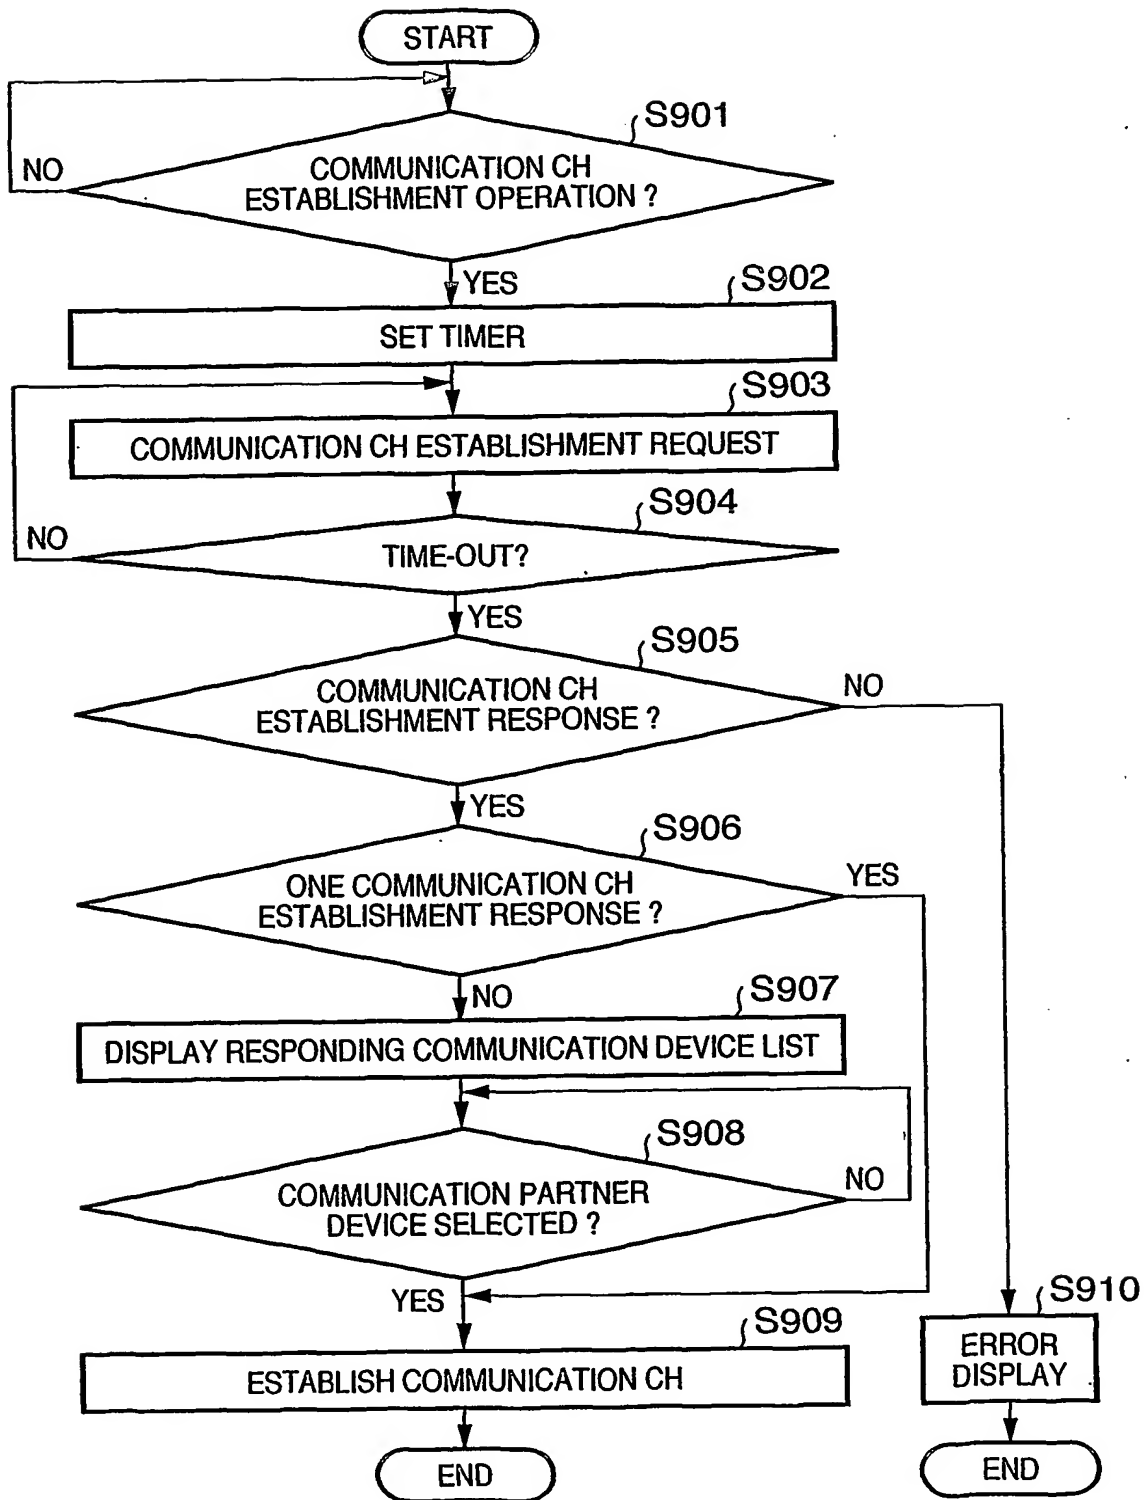 START
S901
NO
COMMUNICATION CH
ESTABLISHMENT OPERATION ?
YES
S902
SET TIMER
S903
COMMUNICATION CH ESTABLISHMENT REQUEST
S904
NO
TIME-OUT?
YES
S905
COMMUNICATION CH
ESTABLISHMENT RESPONSE ?
NO
YES
S906
ONE COMMUNICATION CH
ESTABLISHMENT RESPONSE ?
YES
NO
S907
DISPLAY RESPONDING COMMUNICATION DEVICE LIST
S908
COMMUNICATION PARTNER
DEVICE SELECTED ?
NO
YES
S909
ESTABLISH COMMUNICATION CH
END
S910
ERROR
DISPLAY
END